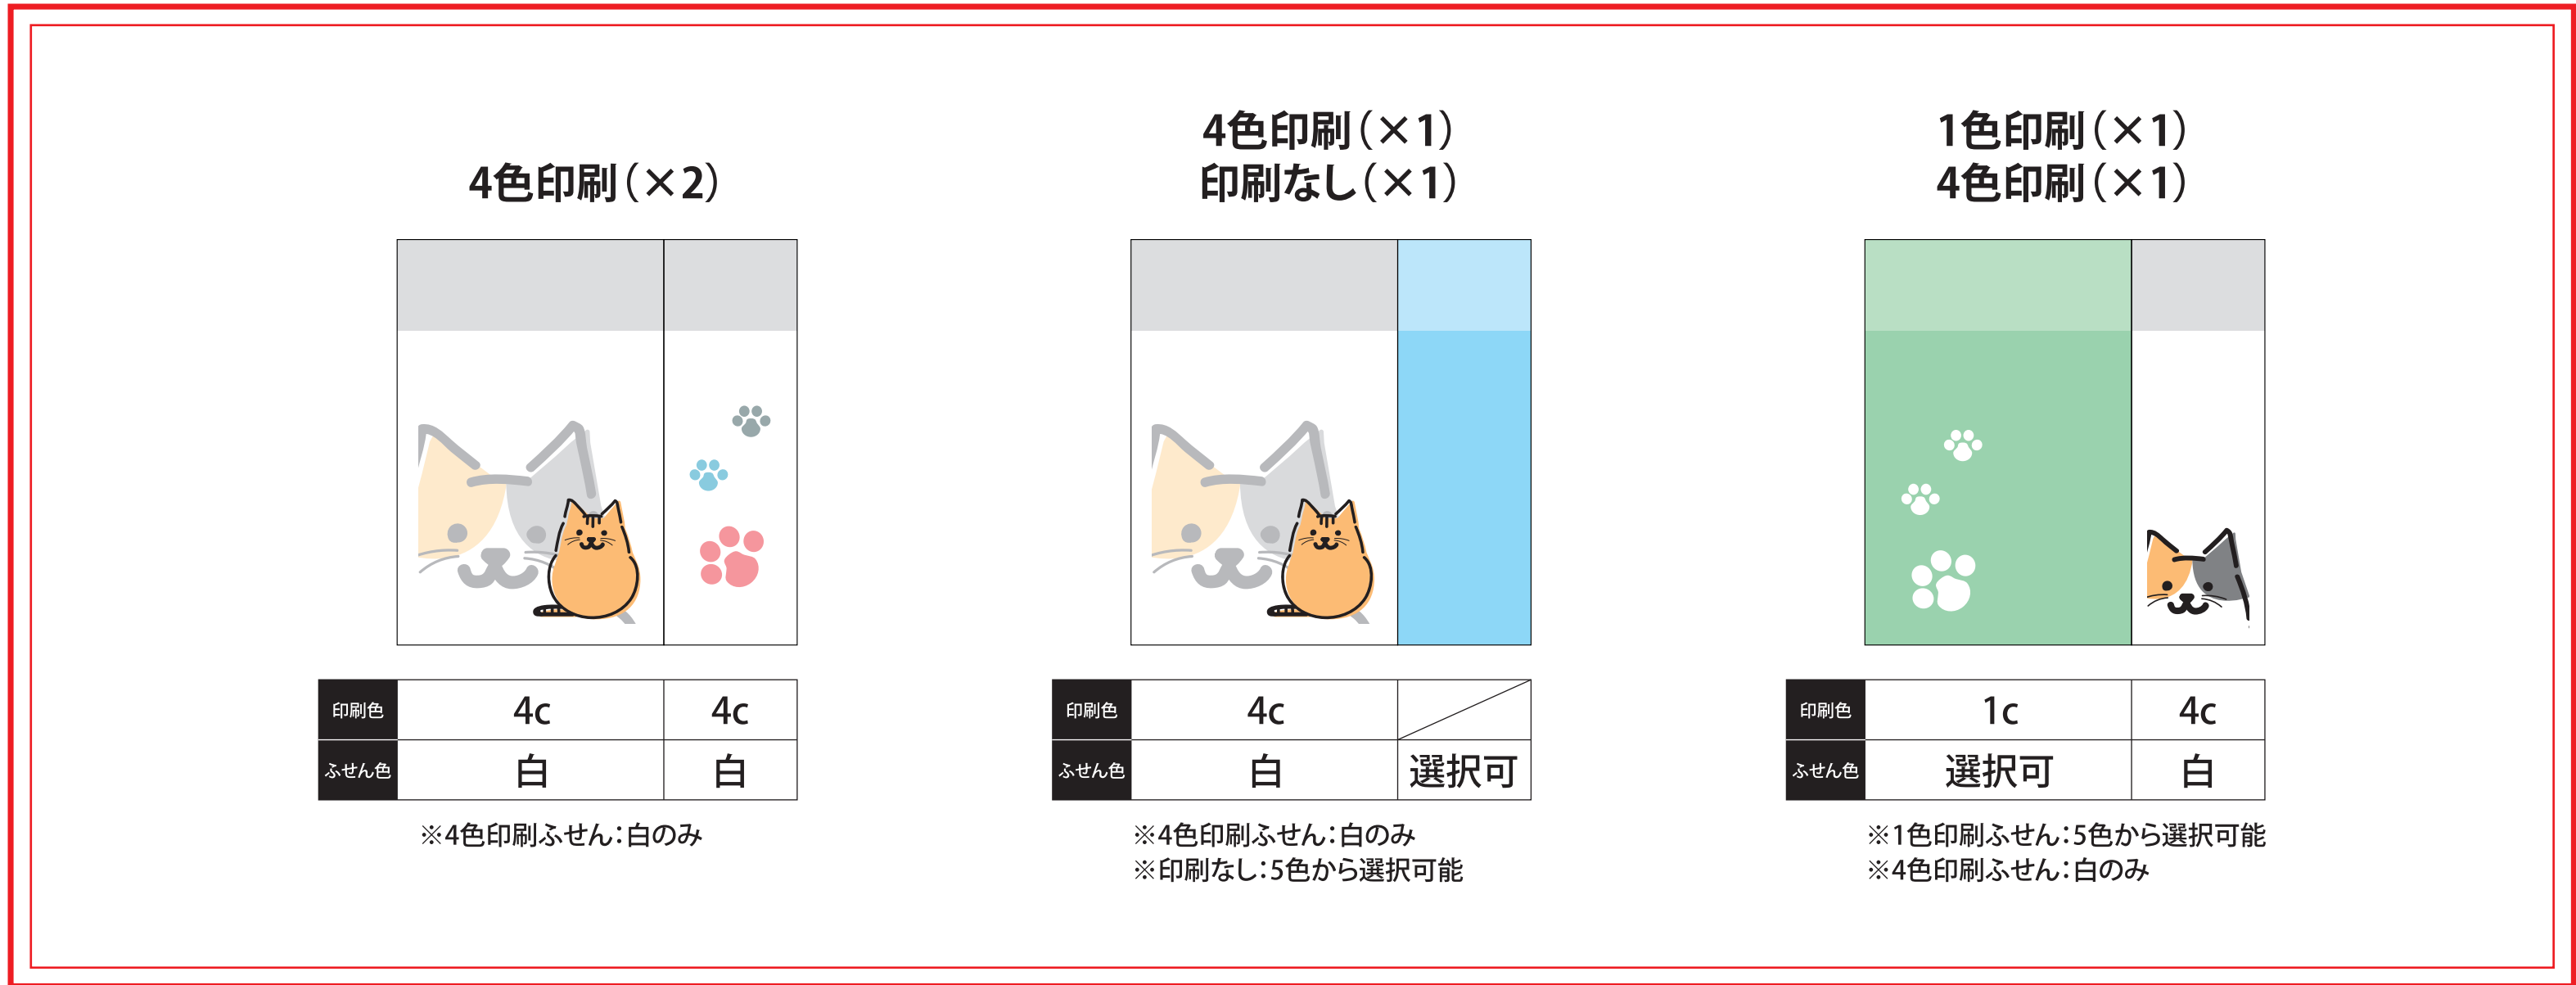 4色印刷（×2）
印刷色 4c 4c
ふせん色 白 白
※4色印刷ふせん：白のみ
4色印刷（×1）
印刷なし（×1）
印刷色 4c
ふせん色 白 選択可
※4色印刷ふせん：白のみ
※印刷なし：5色から選択可能
1色印刷（×1）
4色印刷（×1）
印刷色 1c 4c
ふせん色 選択可 白
※1色印刷ふせん：5色から選択可能
※4色印刷ふせん：白のみ